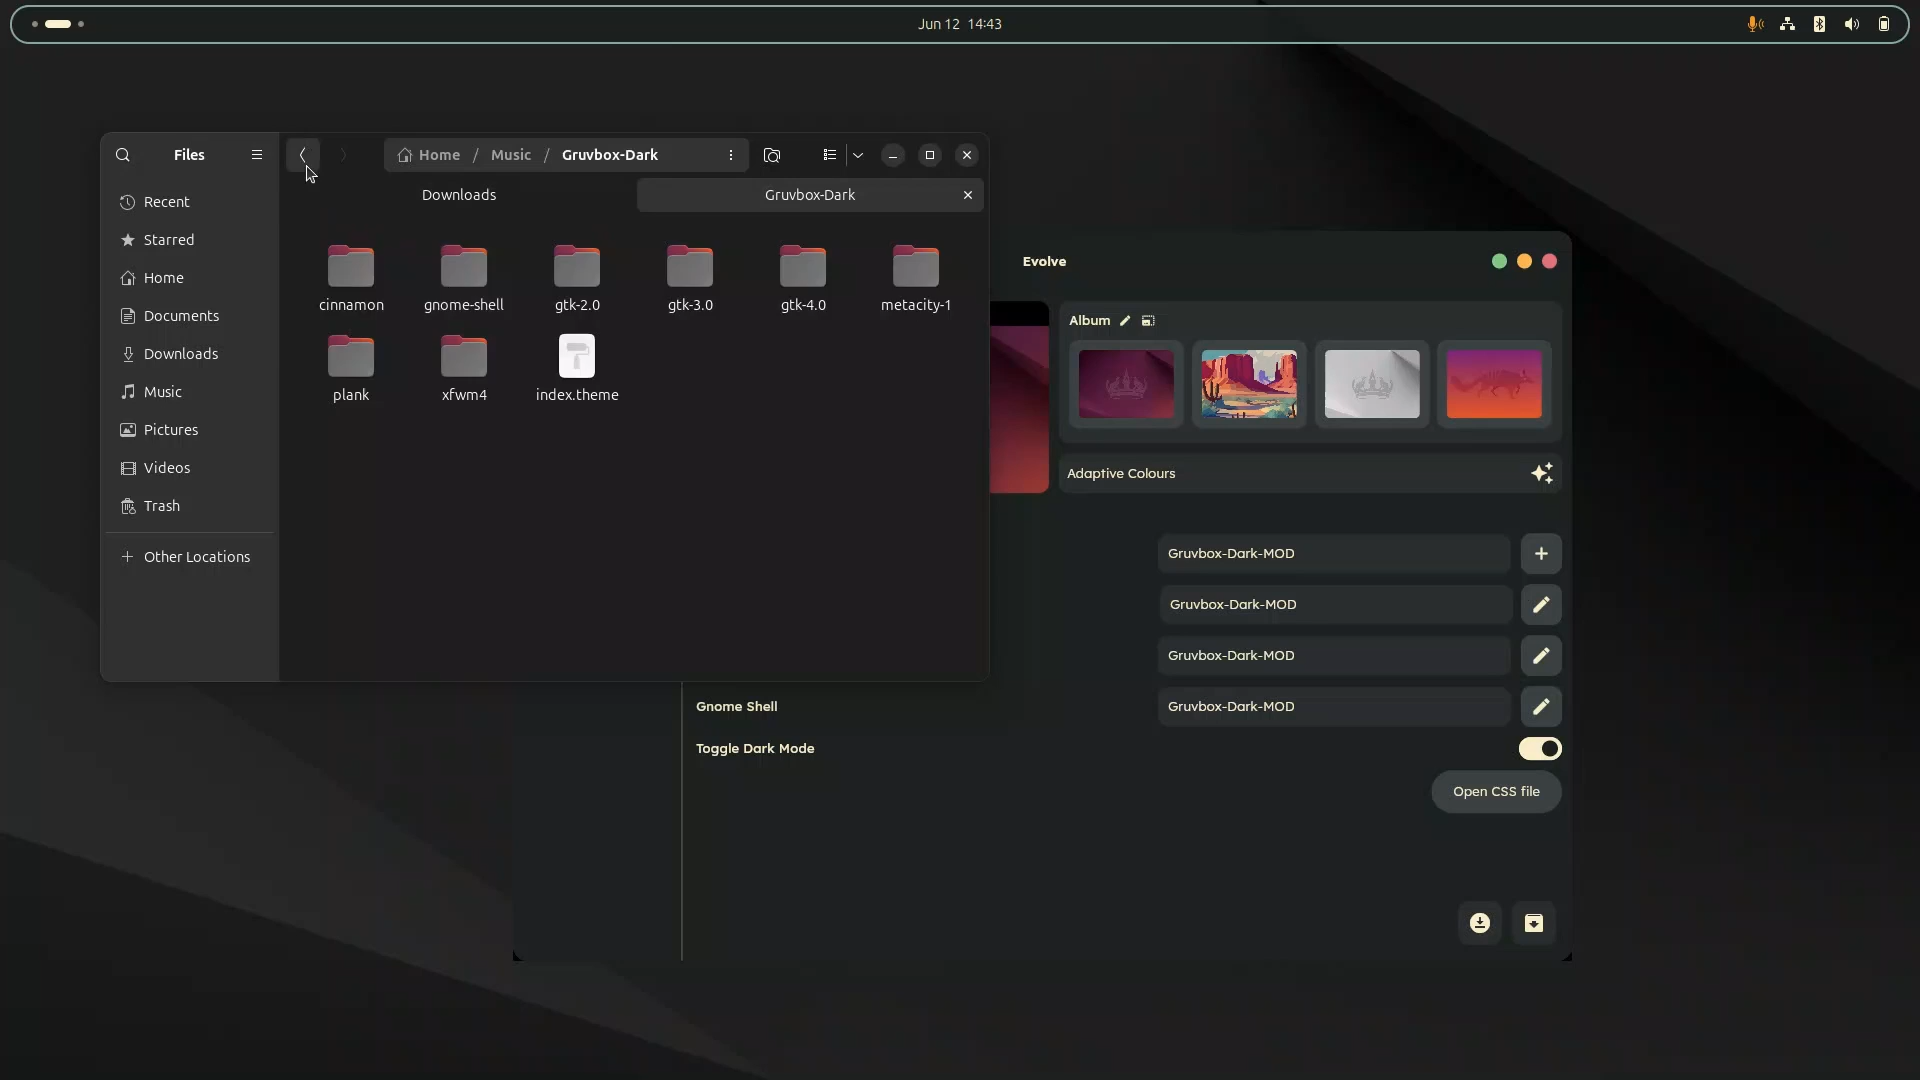 Jun 12 14:43
Files
Home / Music / Gruvbox-Dark
Downloads
Gruvbox-Dark
Recent
Starred
Home
Documents
Downloads
Music
Pictures
Videos
Trash
Other Locations
cinnamon
gnome-shell
gtk-2.0
gtk-3.0
gtk-4.0
metacity-1
plank
xfwm4
index.theme
Evolve
Album
Adaptive Colours
Gruvbox-Dark-MOD
Gruvbox-Dark-MOD
Gruvbox-Dark-MOD
Gnome Shell
Gruvbox-Dark-MOD
Toggle Dark Mode
Open CSS file